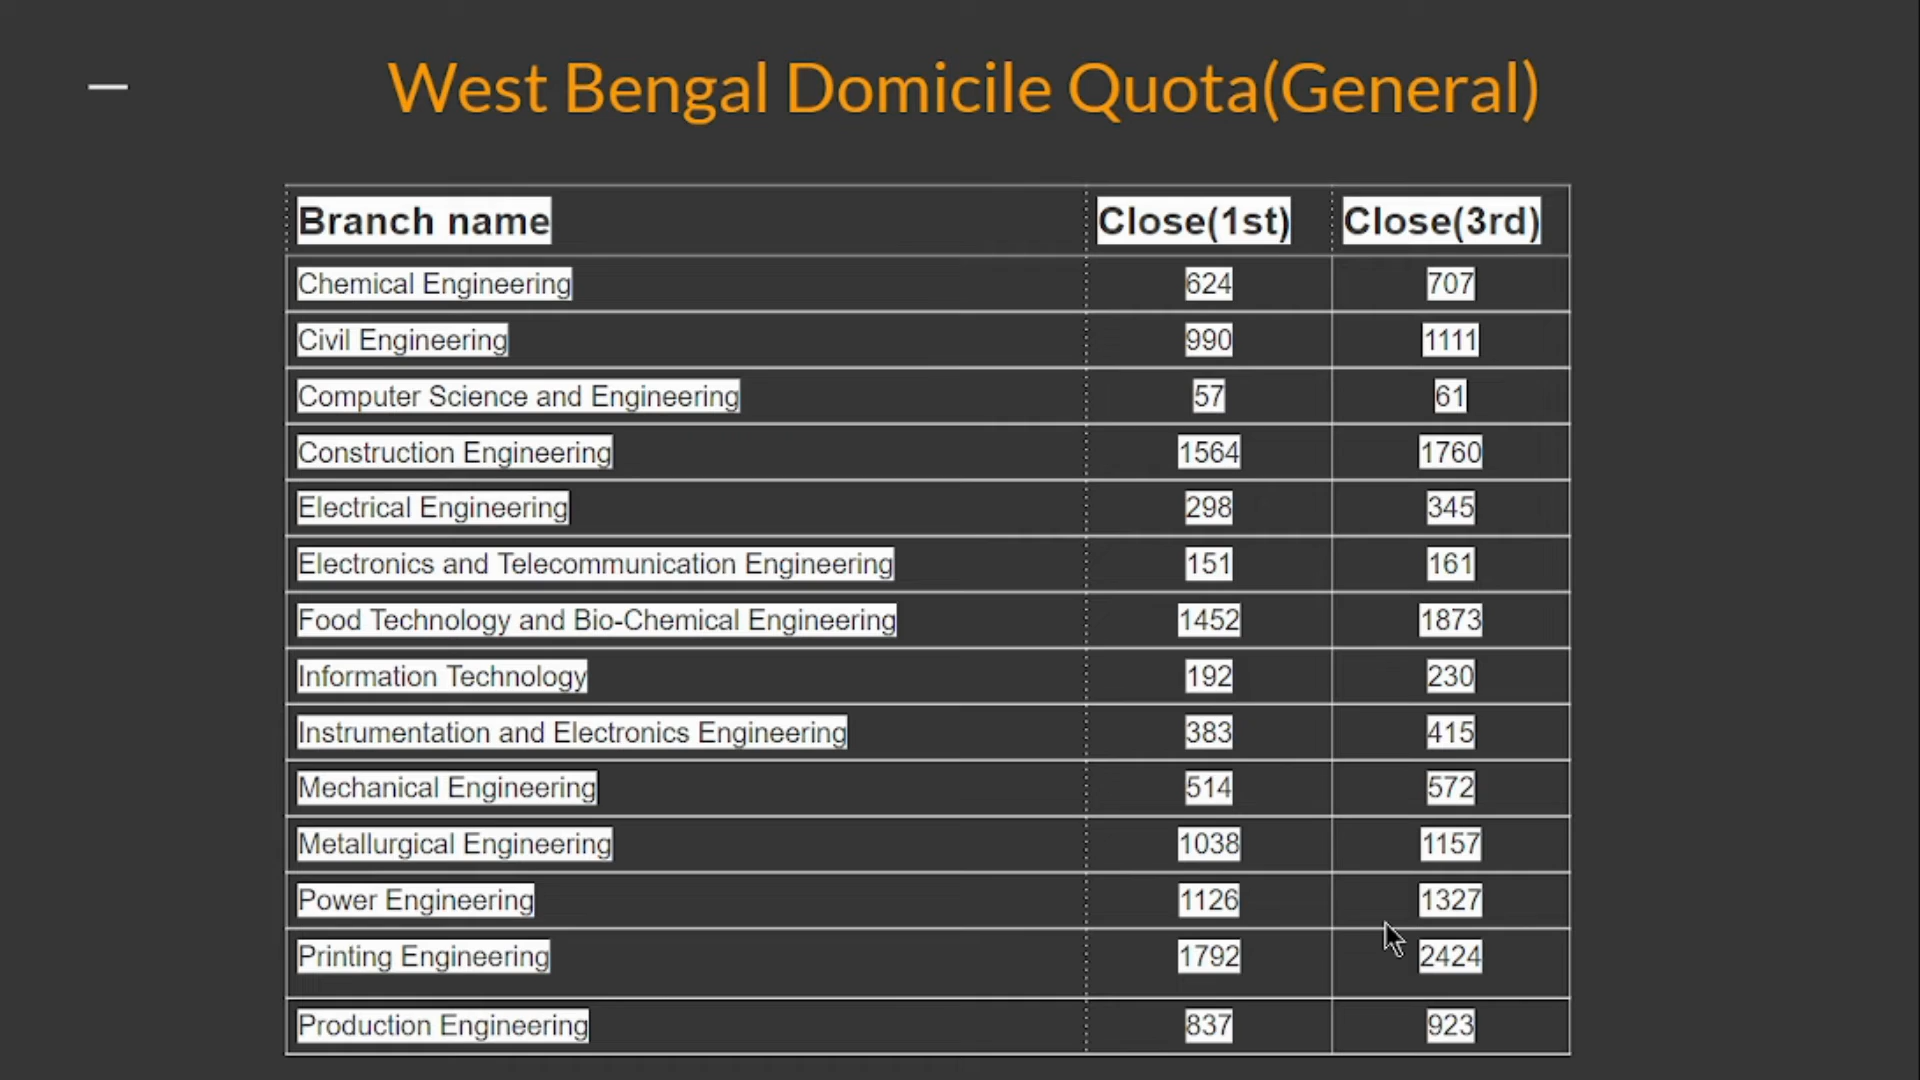 West Bengal Domicile Quota(General)
Branch name Close(1st) Close(3rd)
Chemical Engineering 624 707
Civil Engineering 990 1111
Computer Science and Engineering 57 61
Construction Engineering 1564 1760
Electrical Engineering 298 345
Electronics and Telecommunication Engineering 151 161
Food Technology and Bio-Chemical Engineering 1452 1873
Information Technology 192 230
Instrumentation and Electronics Engineering 383 415
Mechanical Engineering 514 572
Metallurgical Engineering 1038 1157
Power Engineering 1126 1327
Printing Engineering 1792 2424
Production Engineering 837 923